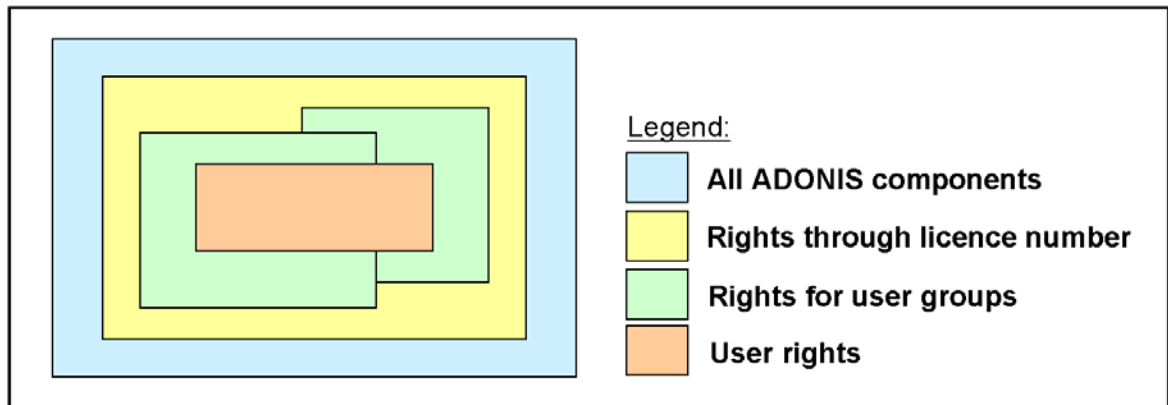 Legend:
All ADONIS components
Rights through licence number
Rights for user groups
User rights